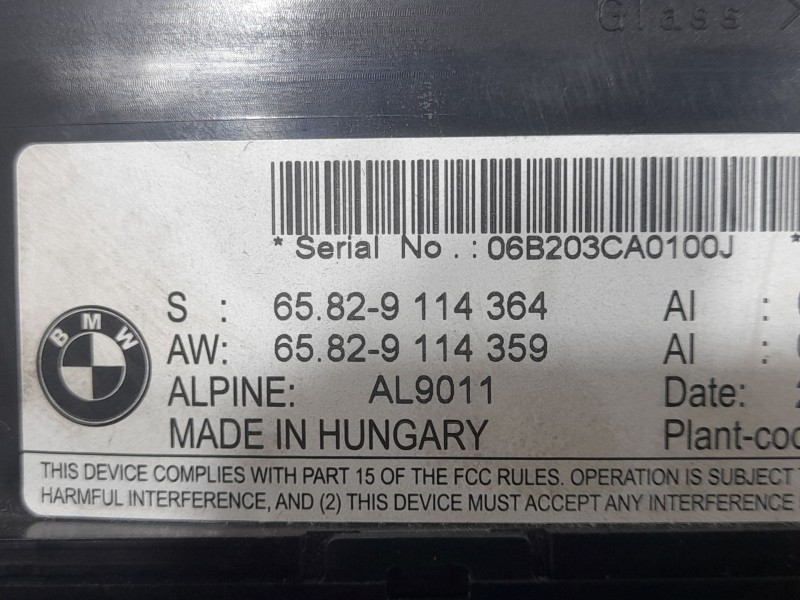 Glass
* Serial No.: 06B203CA0100J *
S : 65.82-9 114 364 AI :
AW: 65.82-9 114 359 AI :
BMW
ALPINE: AL9011 Date:
MADE IN HUNGARY Plant-cod
THIS DEVICE COMPLIES WITH PART 15 OF THE FCC RULES. OPERATION IS SUBJECT
HARMFUL INTERFERENCE, AND (2) THIS DEVICE MUST ACCEPT ANY INTERFERENCE